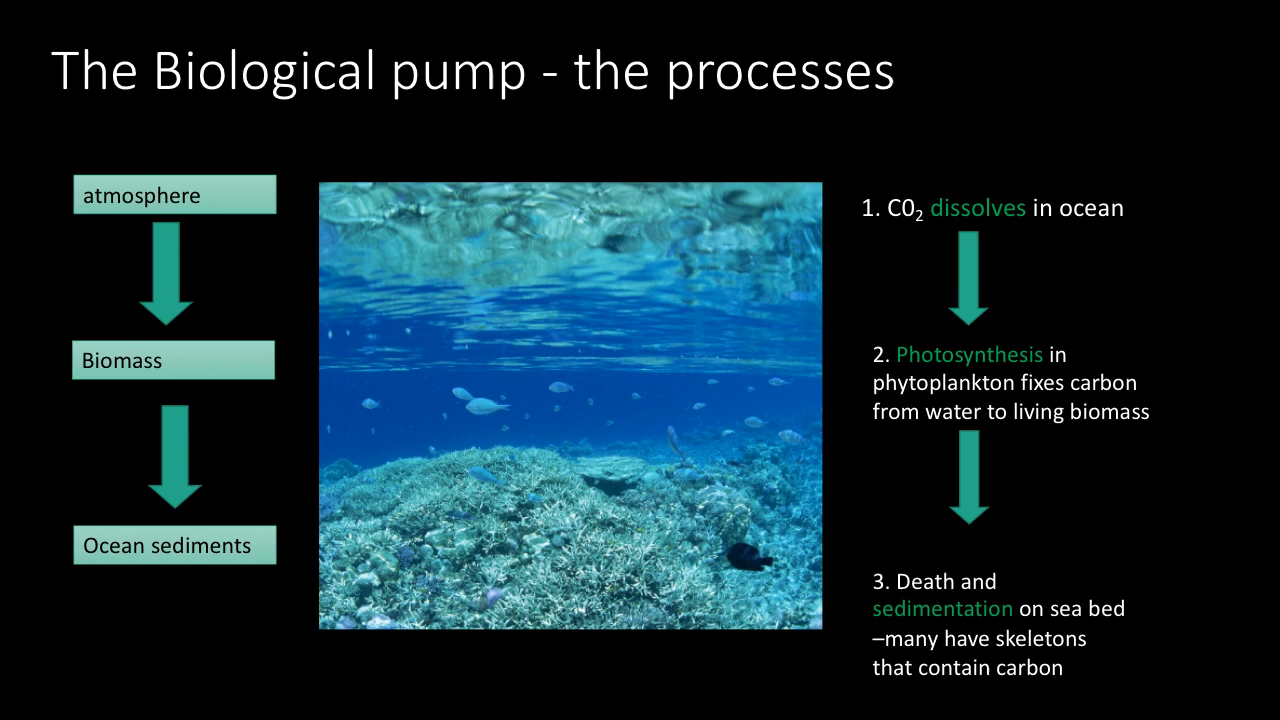 The Biological pump - the processes
atmosphere
Biomass
Ocean sediments
1. C0₂ dissolves in ocean
2. Photosynthesis in
phytoplankton fixes carbon
from water to living biomass
3. Death and
sedimentation on sea bed
–many have skeletons
that contain carbon